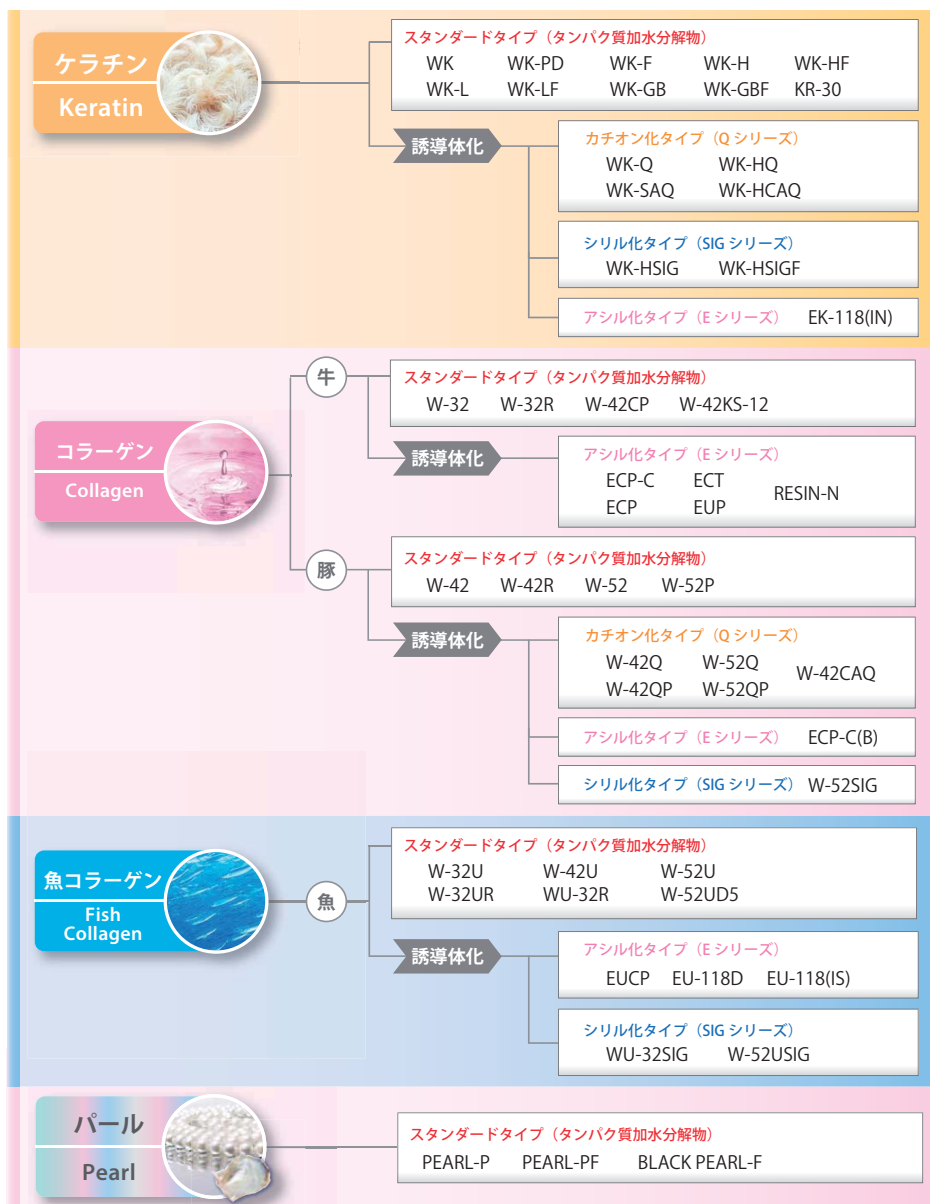 ケラチン
Keratin
スタンダードタイプ（タンパク質加水分解物）
WK WK-PD WK-F WK-H WK-HF
WK-L WK-LF WK-GB WK-GBF KR-30
誘導体化
カチオン化タイプ（Q シリーズ）
WK-Q WK-HQ
WK-SAQ WK-HCAQ
シリル化タイプ（SIG シリーズ）
WK-HSIG WK-HSIGF
アシル化タイプ（E シリーズ） EK-118(IN)
コラーゲン
Collagen
牛
スタンダードタイプ（タンパク質加水分解物）
W-32 W-32R W-42CP W-42KS-12
誘導体化
アシル化タイプ（E シリーズ）
ECP-C ECT RESIN-N
ECP EUP
豚
スタンダードタイプ（タンパク質加水分解物）
W-42 W-42R W-52 W-52P
誘導体化
カチオン化タイプ（Q シリーズ）
W-42Q W-52Q W-42CAQ
W-42QP W-52QP
アシル化タイプ（E シリーズ） ECP-C(B)
シリル化タイプ（SIG シリーズ） W-52SIG
魚コラーゲン
Fish
Collagen
魚
スタンダードタイプ（タンパク質加水分解物）
W-32U W-42U W-52U
W-32UR WU-32R W-52UD5
誘導体化
アシル化タイプ（E シリーズ）
EUCP EU-118D EU-118(IS)
シリル化タイプ（SIG シリーズ）
WU-32SIG W-52USIG
パール
Pearl
スタンダードタイプ（タンパク質加水分解物）
PEARL-P PEARL-PF BLACK PEARL-F